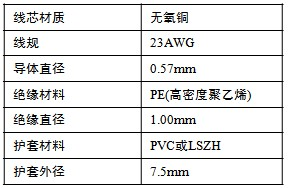 线芯材质 无氧铜
线规 23AWG
导体直径 0.57mm
绝缘材料 PE(高密度聚乙烯)
绝缘直径 1.00mm
护套材料 PVC或LSZH
护套外径 7.5mm